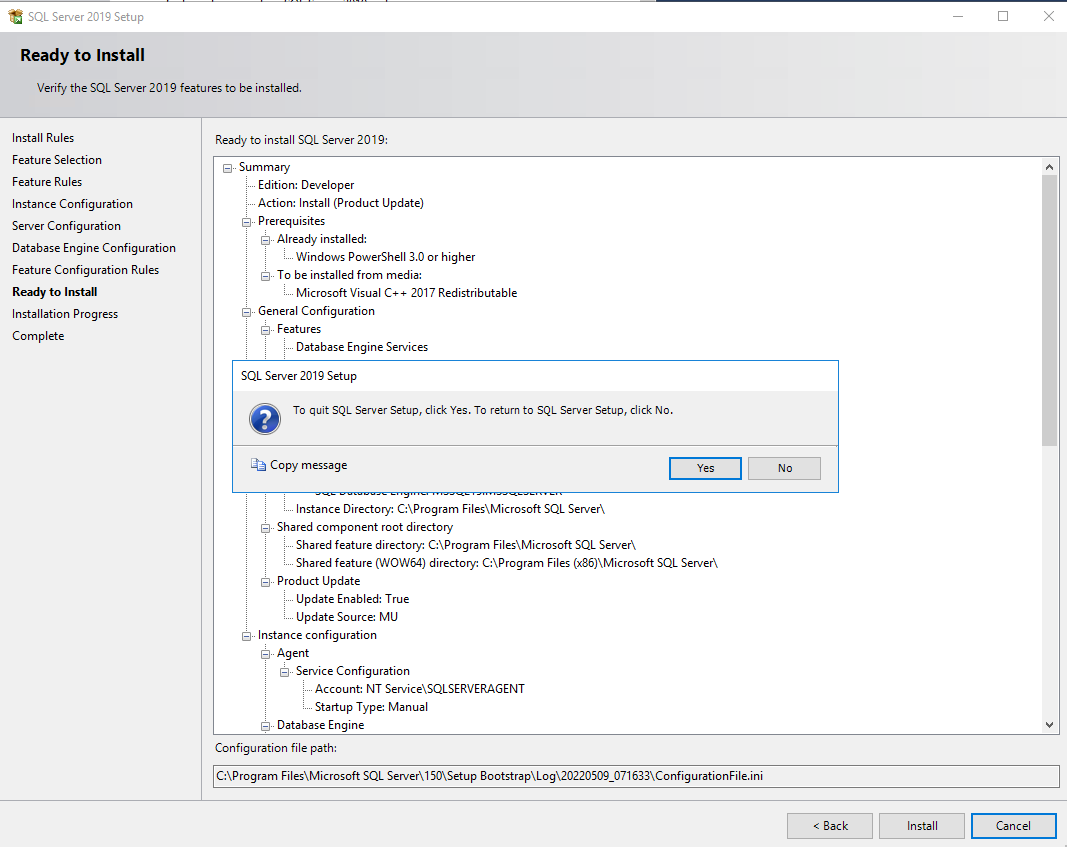 SQL Server 2019 Setup
Ready to Install
Verify the SQL Server 2019 features to be installed.
Install Rules
Feature Selection
Feature Rules
Instance Configuration
Server Configuration
Database Engine Configuration
Feature Configuration Rules
Ready to Install
Installation Progress
Complete
Ready to install SQL Server 2019:
Summary
Edition: Developer
Action: Install (Product Update)
Prerequisites
Already installed:
Windows PowerShell 3.0 or higher
To be installed from media:
Microsoft Visual C++ 2017 Redistributable
General Configuration
Features
Database Engine Services
SQL Server 2019 Setup
To quit SQL Server Setup, click Yes. To return to SQL Server Setup, click No.
Copy message
Yes
No
SQL Database Engine: MSSQL15.MSSQLSERVER
Instance Directory: C:\Program Files\Microsoft SQL Server\
Shared component root directory
Shared feature directory: C:\Program Files\Microsoft SQL Server\
Shared feature (WOW64) directory: C:\Program Files (x86)\Microsoft SQL Server\
Product Update
Update Enabled: True
Update Source: MU
Instance configuration
Agent
Service Configuration
Account: NT Service\SQLSERVERAGENT
Startup Type: Manual
Database Engine
Configuration file path:
C:\Program Files\Microsoft SQL Server\150\Setup Bootstrap\Log\20220509_071633\ConfigurationFile.ini
< Back
Install
Cancel